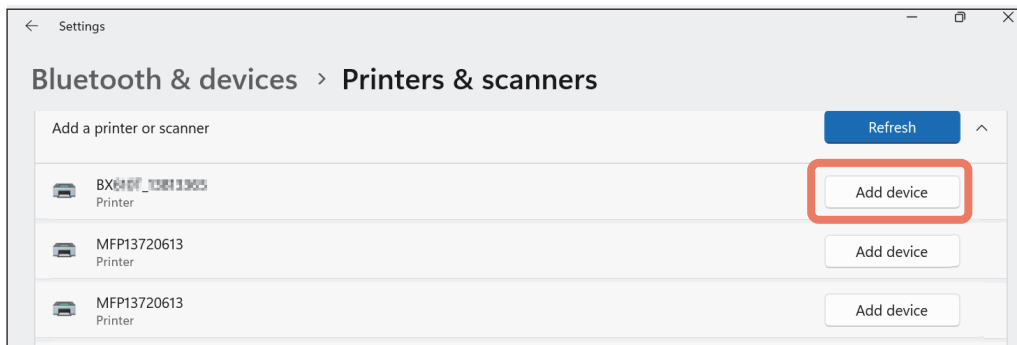 Settings
Bluetooth & devices > Printers & scanners
Add a printer or scanner
Refresh
BX
Printer
Add device
MFP13720613
Printer
Add device
MFP13720613
Printer
Add device